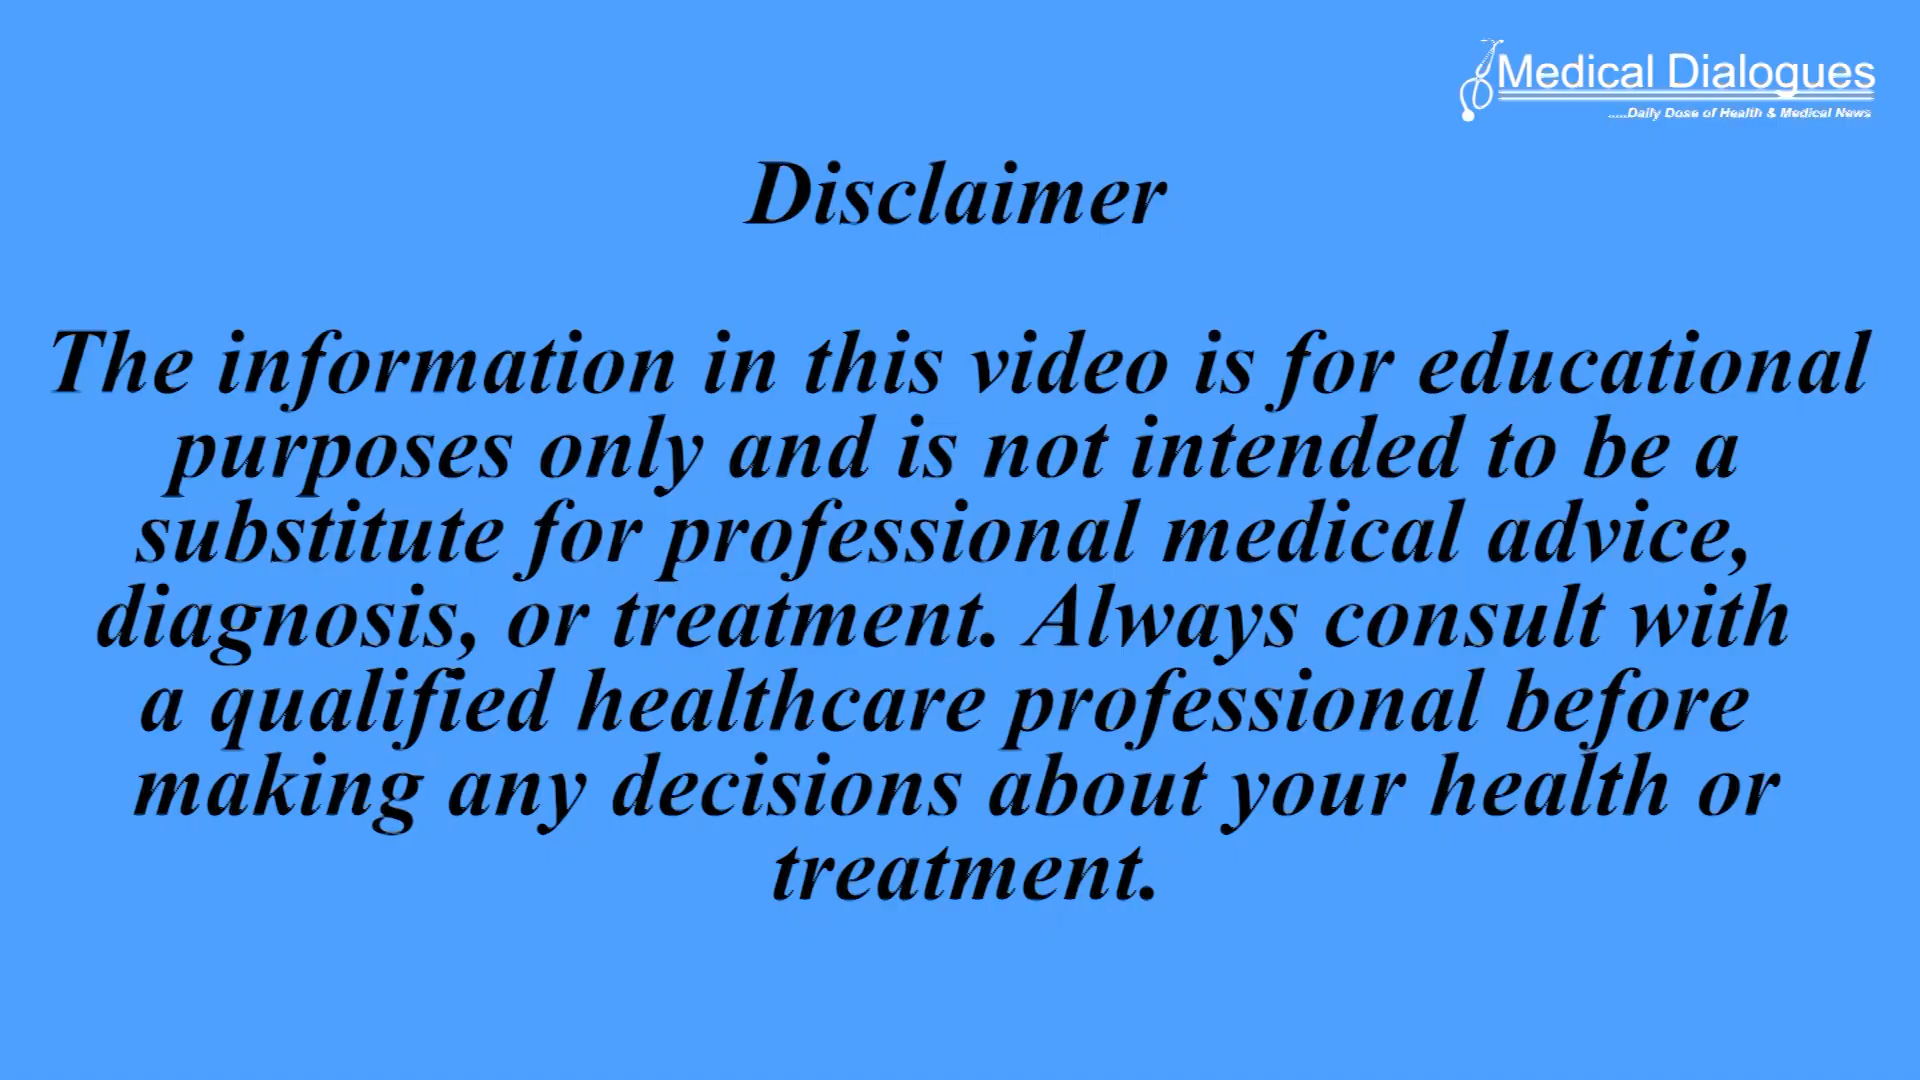 Medical Dialogues
.....Daily Dose of Health & Medical News
Disclaimer
The information in this video is for educational
purposes only and is not intended to be a
substitute for professional medical advice,
diagnosis, or treatment. Always consult with
a qualified healthcare professional before
making any decisions about your health or
treatment.